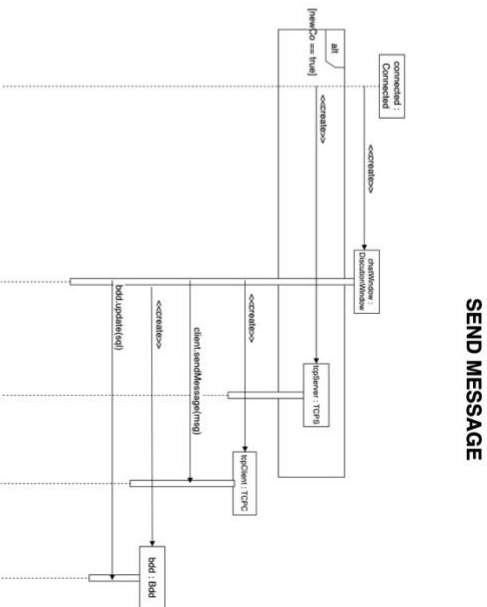 SEND MESSAGE
connected :
Connected
<<create>>
chatWindow :
DiscutionWindow
alt
[newCo == true]
<<create>>
tcpServer : TCPS
<<create>>
tcpClient : TCPC
client.sendMessage(msg)
<<create>>
bdd : Bdd
bdd.update(sql)